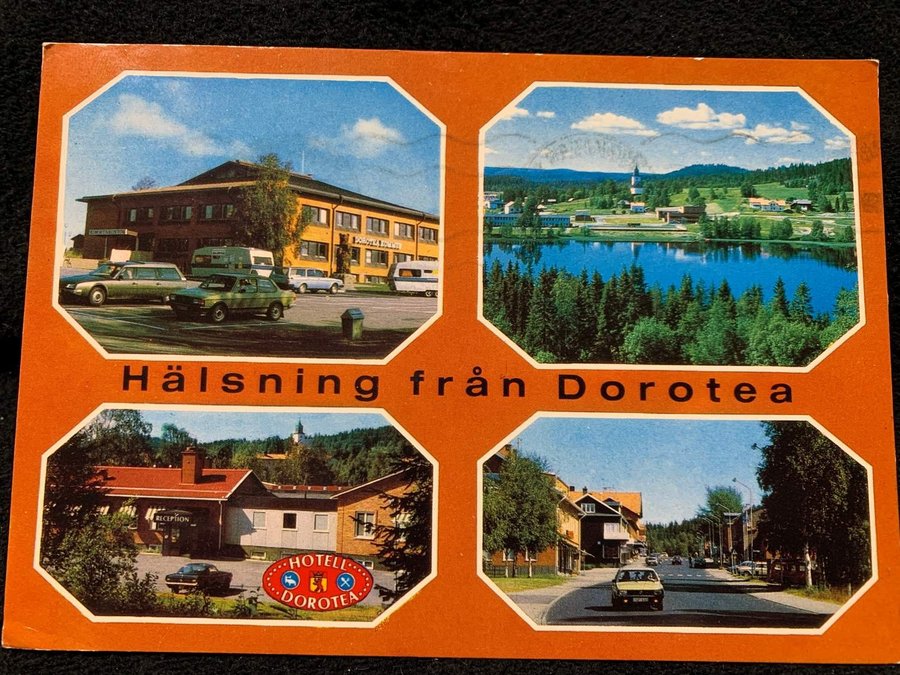 DOROTEA KOMMUN
Hälsning från Dorotea
RECEPTION
HOTELL
DOROTEA